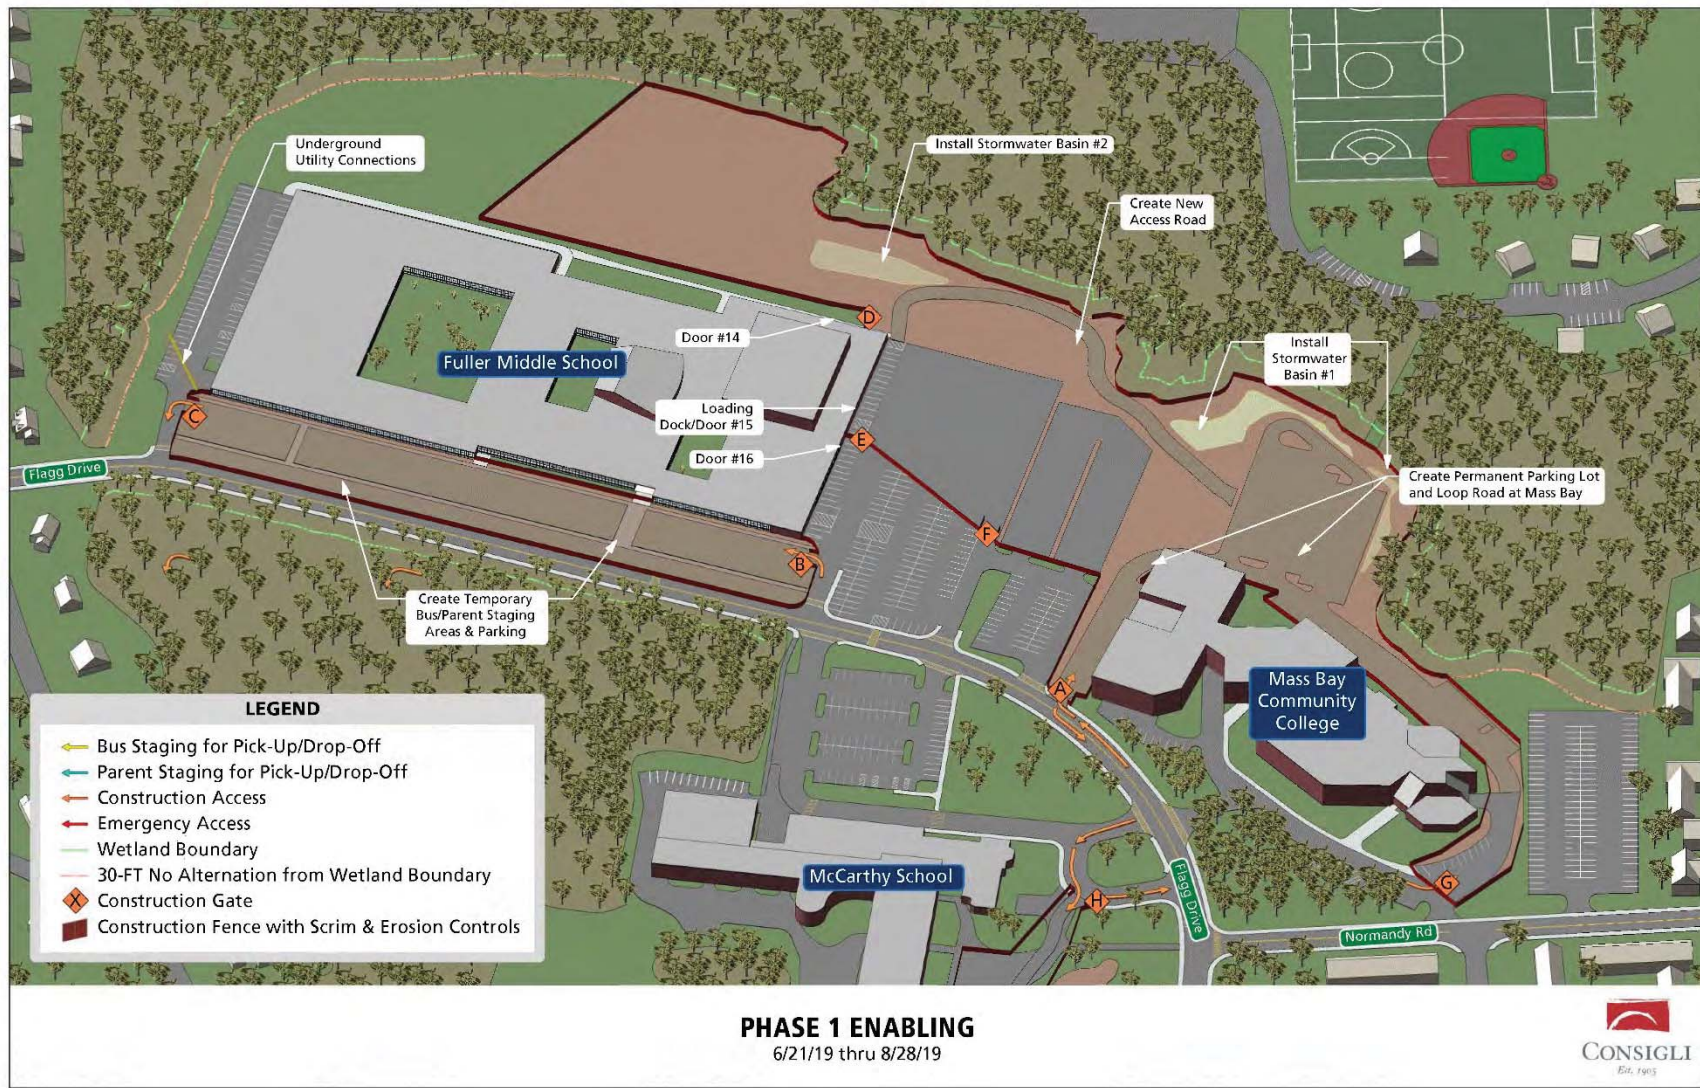 Underground
Utility Connections
Install Stormwater Basin #2
Create New
Access Road
Install
Stormwater
Basin #1
D
Door #14
Fuller Middle School
Loading
Dock/Door #15
C
E
Door #16
Flagg Drive
Create Permanent Parking Lot
and Loop Road at Mass Bay
F
B
Create Temporary
Bus/Parent Staging
Areas & Parking
A
Mass Bay
Community
College
LEGEND
Bus Staging for Pick-Up/Drop-Off
Parent Staging for Pick-Up/Drop-Off
Construction Access
Emergency Access
Wetland Boundary
30-FT No Alternation from Wetland Boundary
X Construction Gate
Construction Fence with Scrim & Erosion Controls
McCarthy School
H
Flagg Drive
G
Normandy Rd
PHASE 1 ENABLING
6/21/19 thru 8/28/19
CONSIGLI
Est. 1905